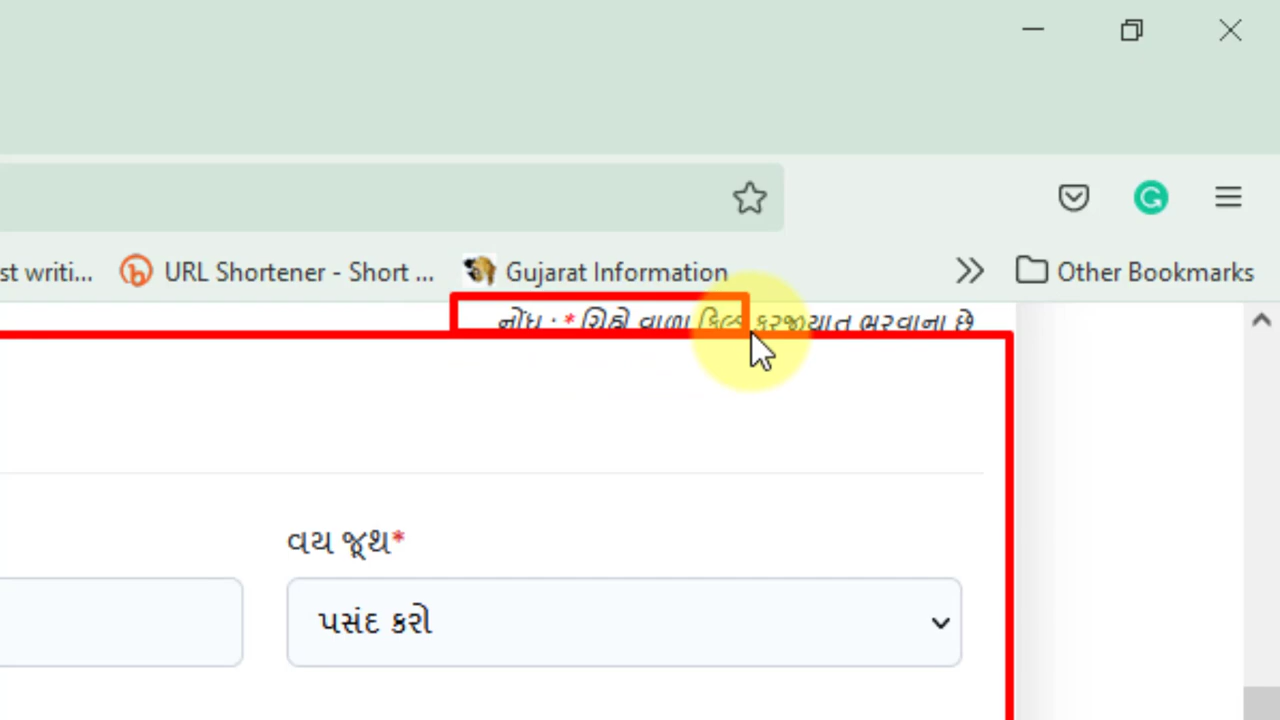 st writi...
URL Shortener - Short ...
Gujarat Information
Other Bookmarks
નોંધ : * ચિહ્નો વાળા ફિલ્ડ ફરજીયાત ભરવાના છે
વય જૂથ*
પસંદ કરો